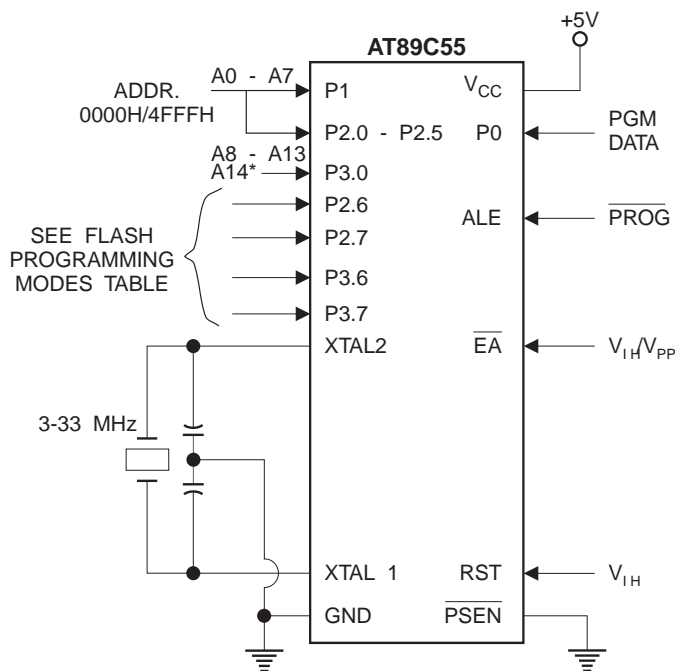 +5V
AT89C55
A0 - A7
ADDR.
0000H/4FFFH
P1
VCC
P2.0 - P2.5
P0
PGM
DATA
A8 - A13
A14*
P3.0
P2.6
ALE
PROG
SEE FLASH
PROGRAMMING
MODES TABLE
P2.7
P3.6
P3.7
XTAL2
EA
VIH/VPP
3-33 MHz
XTAL 1
RST
VIH
GND
PSEN